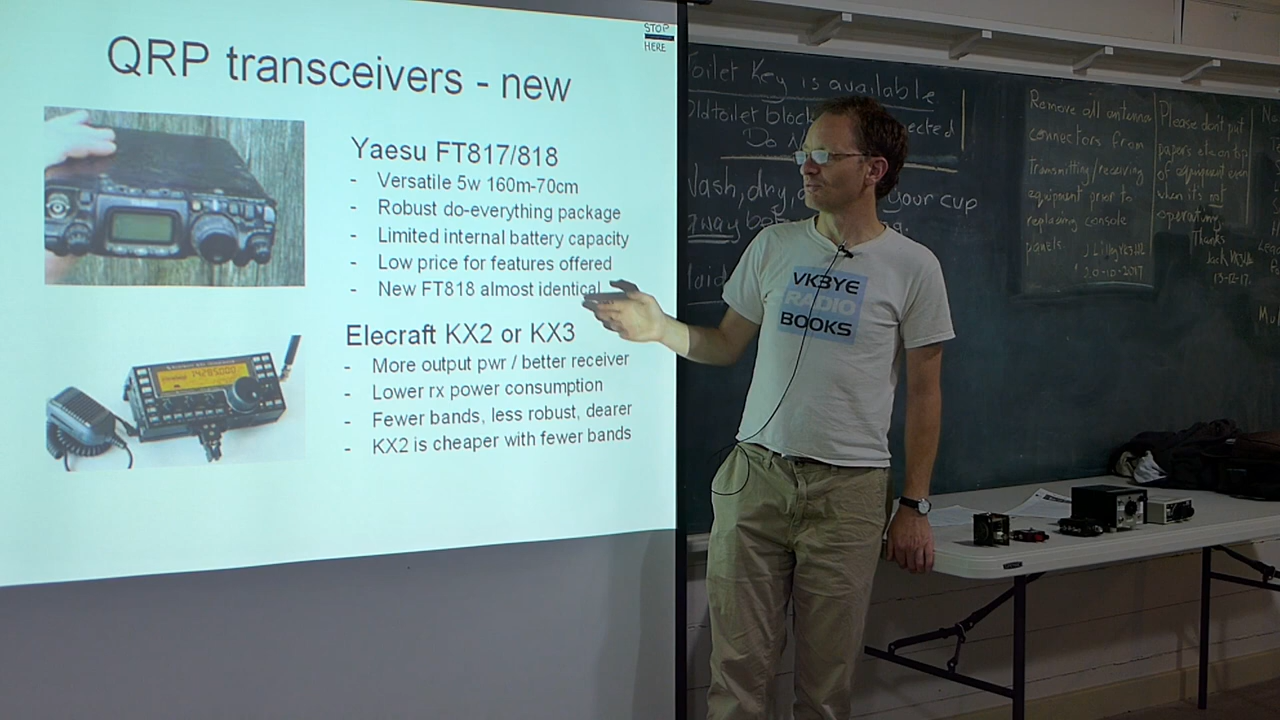 QRP transceivers - new
STOP
HERE
Yaesu FT817/818
- Versatile 5w 160m-70cm
- Robust do-everything package
- Limited internal battery capacity
- Low price for features offered
- New FT818 almost identical
Elecraft KX2 or KX3
- More output pwr / better receiver
- Lower rx power consumption
- Fewer bands, less robust, dearer
- KX2 is cheaper with fewer bands
Toilet Key is available
Old toilet block
Do
Wash, dry, your cup
away
VK3YE
RADIO
BOOKS
Remove all antenna
connectors from
transmitting/receiving
equipment prior to
replacing console
panels.
20-10-2017
Please don't put
papers etc on top
of equipment even
when it's not
operating.
Thanks
Jack
13-12-17